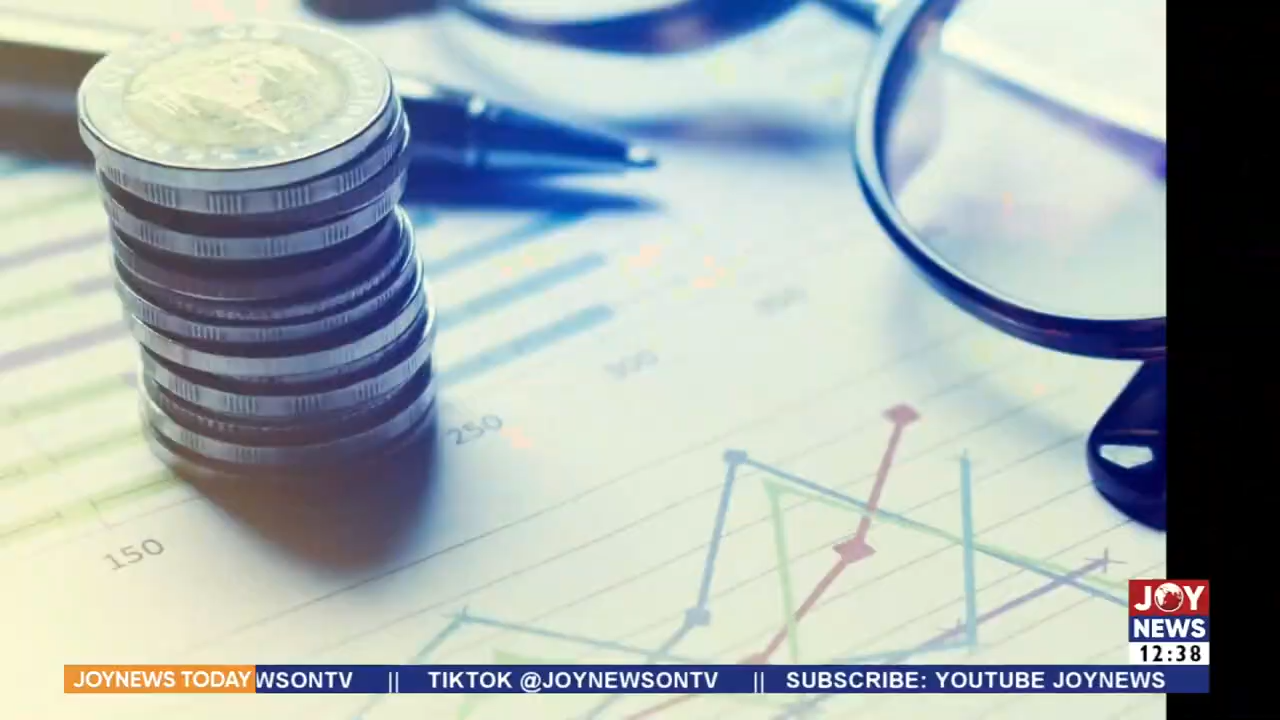 250
150
JOY
NEWS
12:38
JOYNEWS TODAY
WSONTV || TIKTOK @JOYNEWSONTV || SUBSCRIBE: YOUTUBE JOYNEWS